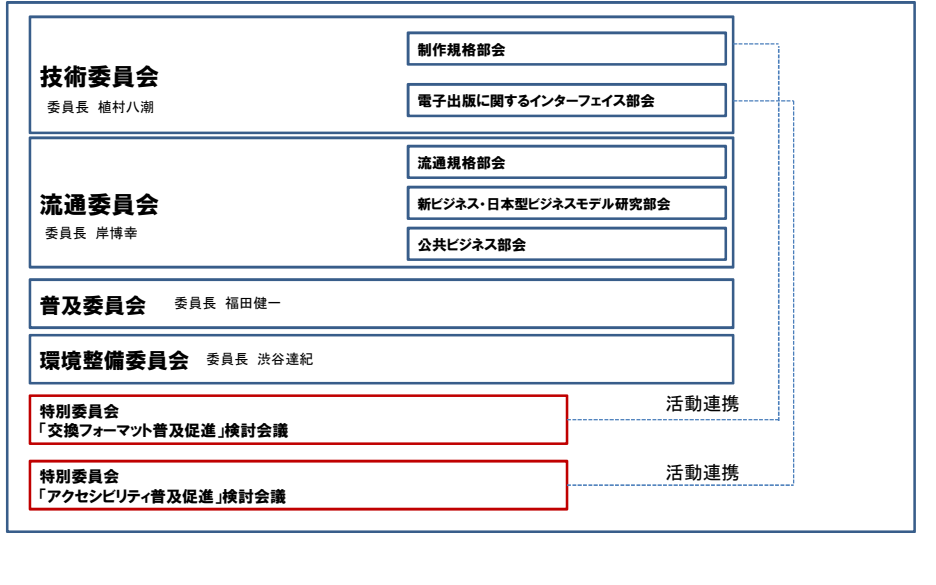 技術委員会
委員長 植村八潮
制作規格部会
電子出版に関するインターフェイス部会
流通委員会
委員長 岸博幸
流通規格部会
新ビジネス・日本型ビジネスモデル研究部会
公共ビジネス部会
普及委員会 委員長 福田健一
環境整備委員会 委員長 渋谷達紀
特別委員会
「交換フォーマット普及促進」検討会議
活動連携
特別委員会
「アクセシビリティ普及促進」検討会議
活動連携